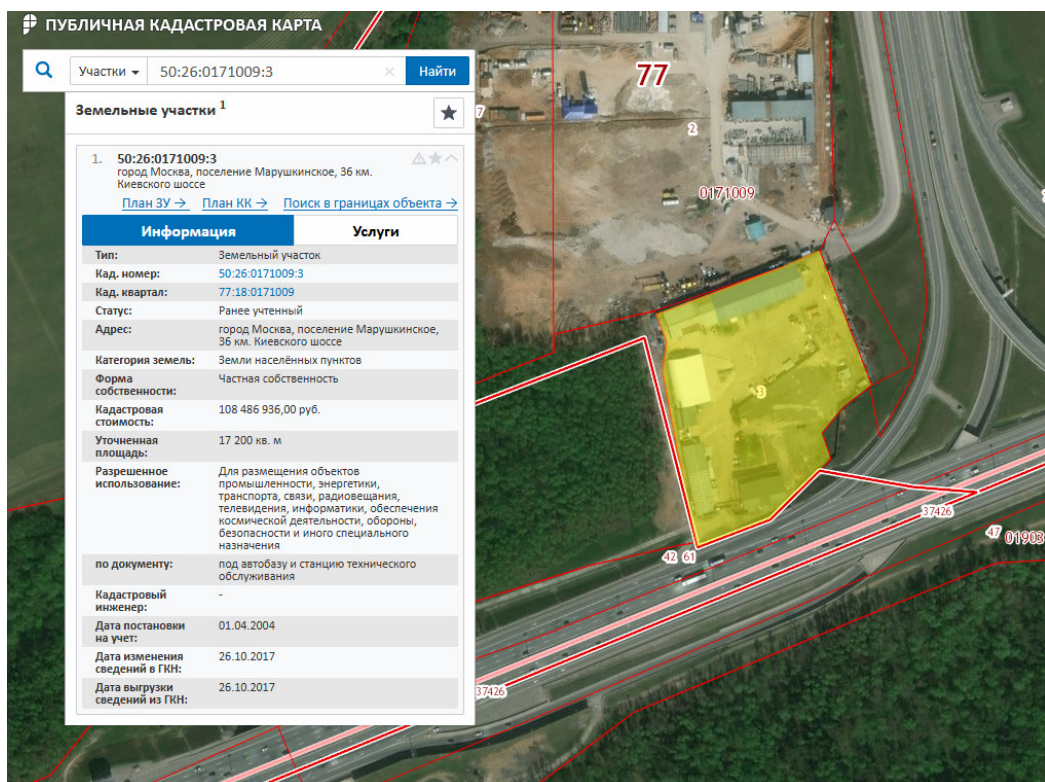 ПУБЛИЧНАЯ КАДАСТРОВАЯ КАРТА
Участки 50:26:0171009:3 × Найти
Земельные участки 1
1. 50:26:0171009:3
город Москва, поселение Марушкинское, 36 км.
Киевского шоссе
План ЗУ → План КК → Поиск в границах объекта →
Информация Услуги
Тип: Земельный участок
Кад. номер: 50:26:0171009:3
Кад. квартал: 77:18:0171009
Статус: Ранее учтенный
Адрес: город Москва, поселение Марушкинское,
36 км. Киевского шоссе
Категория земель: Земли населённых пунктов
Форма Частная собственность
собственности:
Кадастровая 108 486 936,00 руб.
стоимость:
Уточненная 17 200 кв. м
площадь:
Разрешенное Для размещения объектов
использование: промышленности, энергетики,
транспорта, связи, радиовещания,
телевидения, информатики, обеспечения
космической деятельности, обороны,
безопасности и иного специального
назначения
по документу: под автобазу и станцию технического
обслуживания
Кадастровый -
инженер:
Дата постановки 01.04.2004
на учет:
Дата изменения 26.10.2017
сведений в ГКН:
Дата выгрузки 26.10.2017
сведений из ГКН:
77
7
2
0171009
3
37426
42 61
47 01903
37426